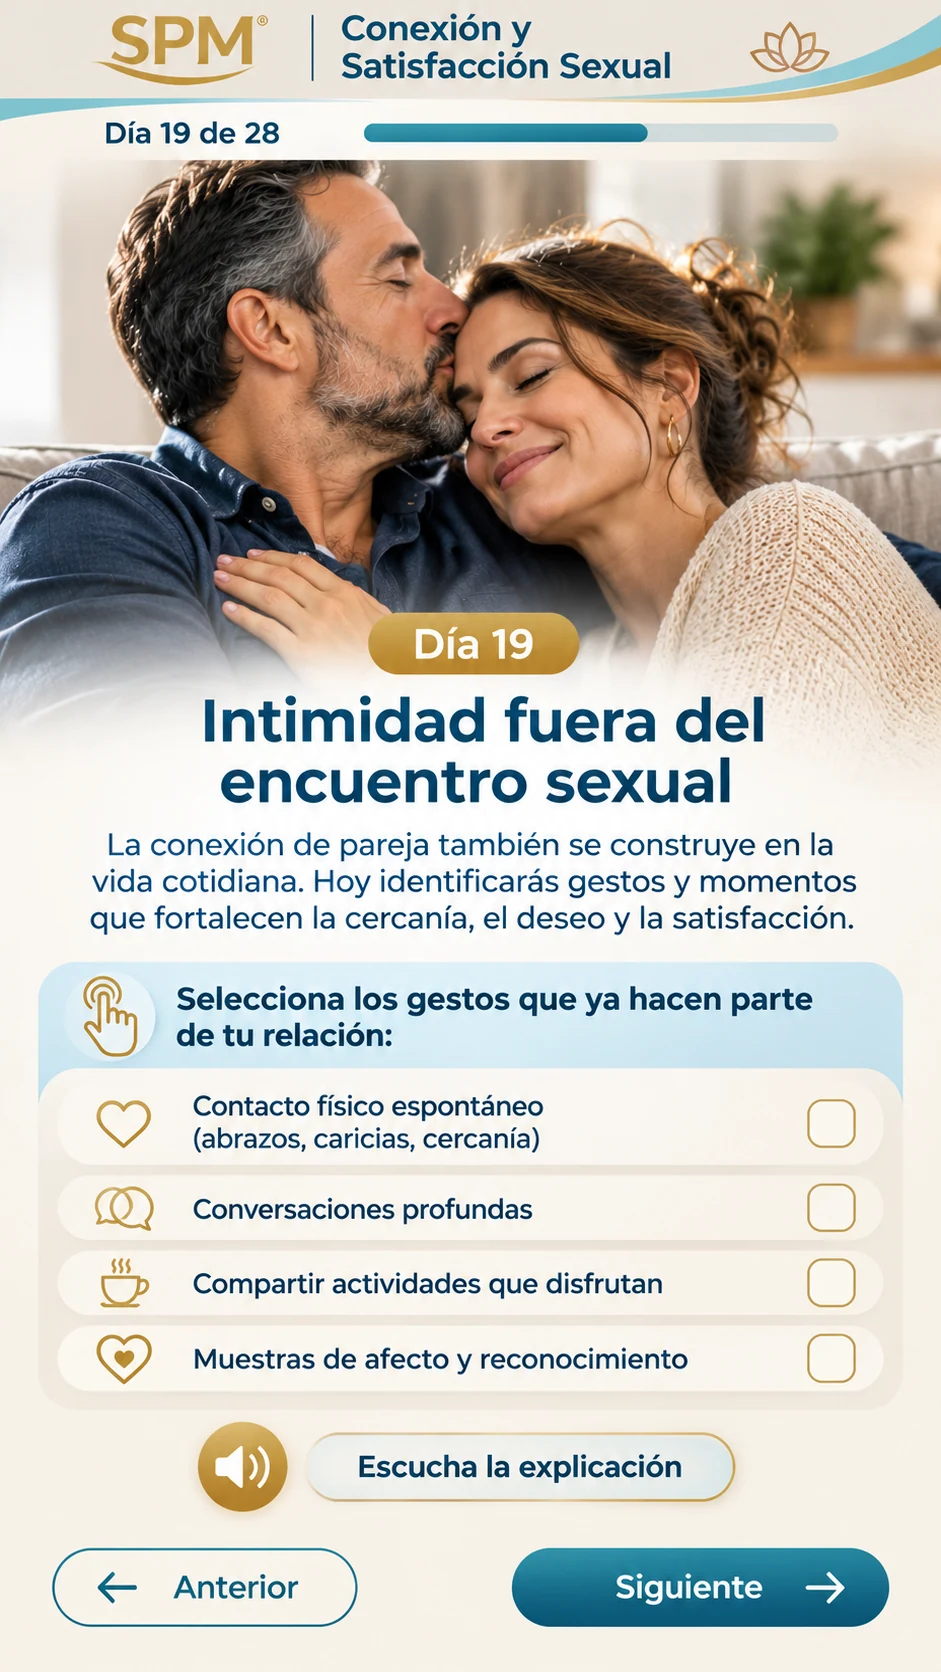 SPM®
Conexión y
Satisfacción Sexual
Día 19 de 28
Día 19
Intimidad fuera del
encuentro sexual
La conexión de pareja también se construye en la
vida cotidiana. Hoy identificarás gestos y momentos
que fortalecen la cercanía, el deseo y la satisfacción.
Selecciona los gestos que ya hacen parte
de tu relación:
Contacto físico espontáneo
(abrazos, caricias, cercanía)
Conversaciones profundas
Compartir actividades que disfrutan
Muestras de afecto y reconocimiento
Escucha la explicación
Anterior
Siguiente